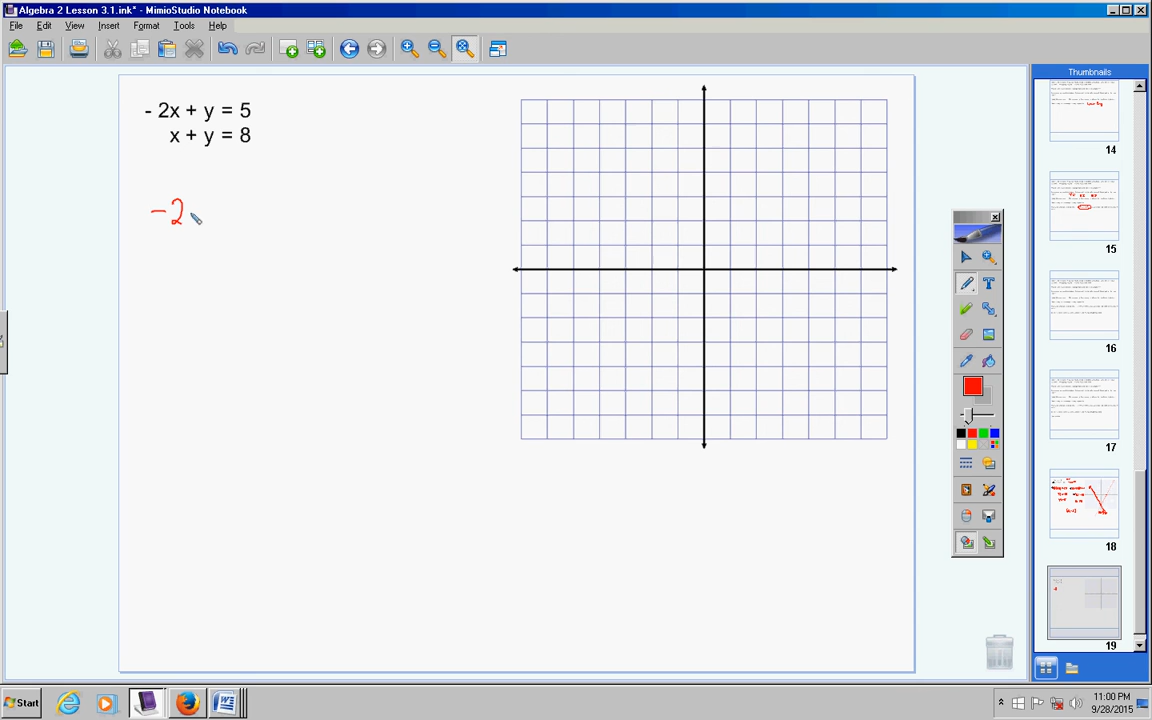 Algebra 2 Lesson 3.1.ink* - MimioStudio Notebook
File Edit View Insert Format Tools Help
- 2x + y = 5
x + y = 8
-2
Thumbnails
14
15
16
17
18
19
Start
11:00 PM
9/28/2015